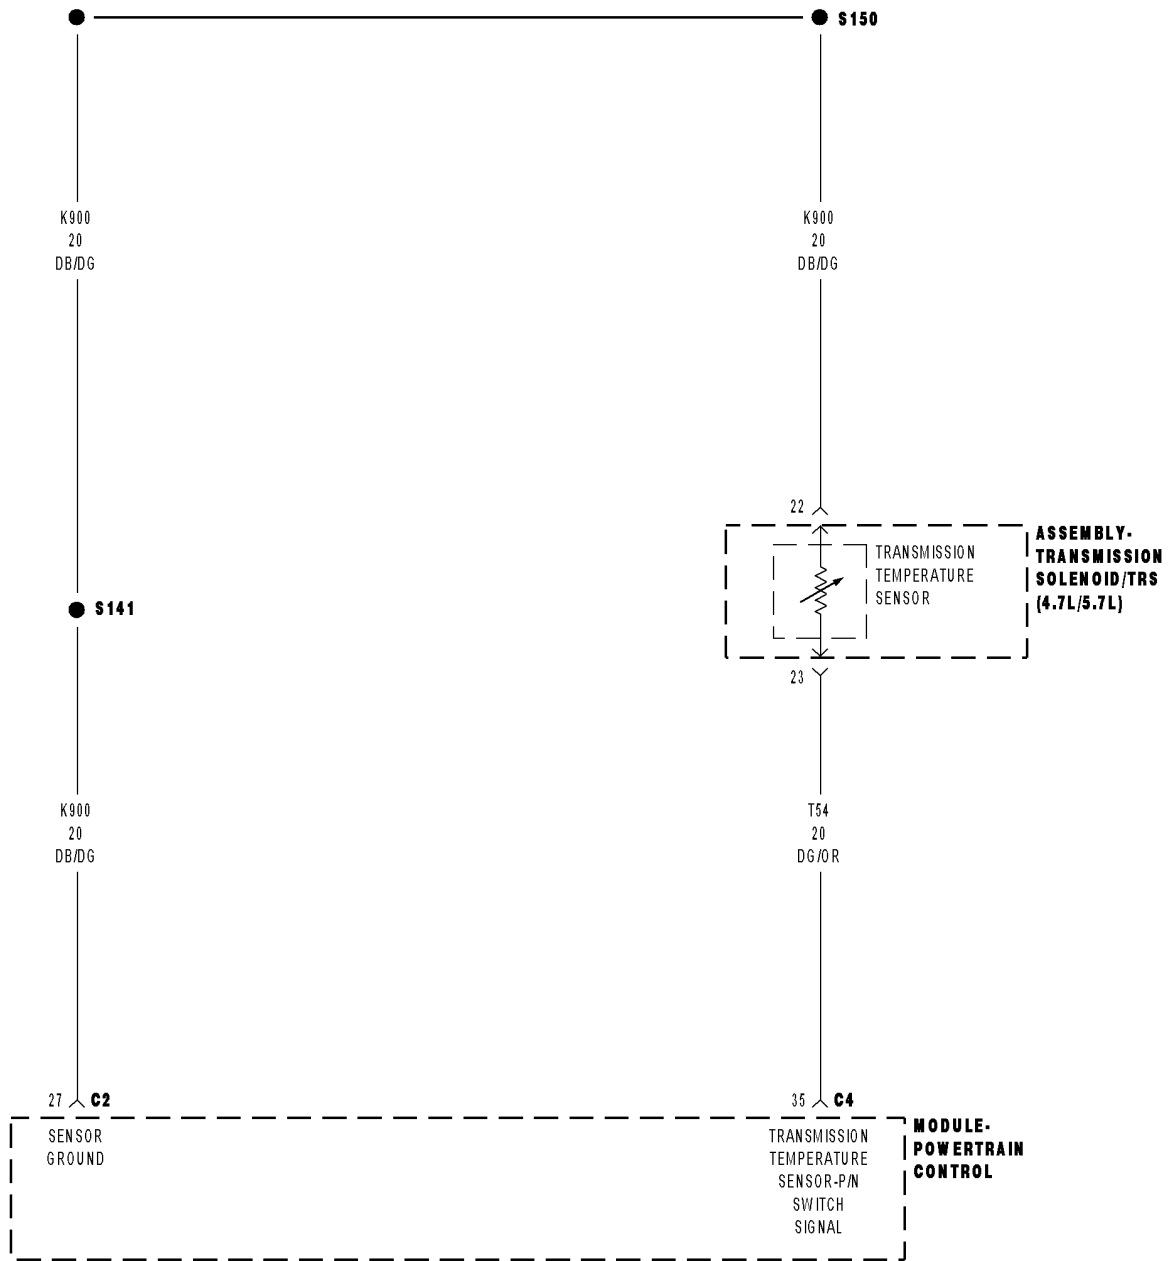 S150
K900
20
DB/DG
K900
20
DB/DG
22
ASSEMBLY-
TRANSMISSION
SOLENOID/TRS
(4.7L/5.7L)
TRANSMISSION
TEMPERATURE
SENSOR
S141
23
K900
20
DB/DG
T54
20
DG/OR
27 C2
35 C4
SENSOR
GROUND
TRANSMISSION
TEMPERATURE
SENSOR-P/N
SWITCH
SIGNAL
MODULE-
POWERTRAIN
CONTROL